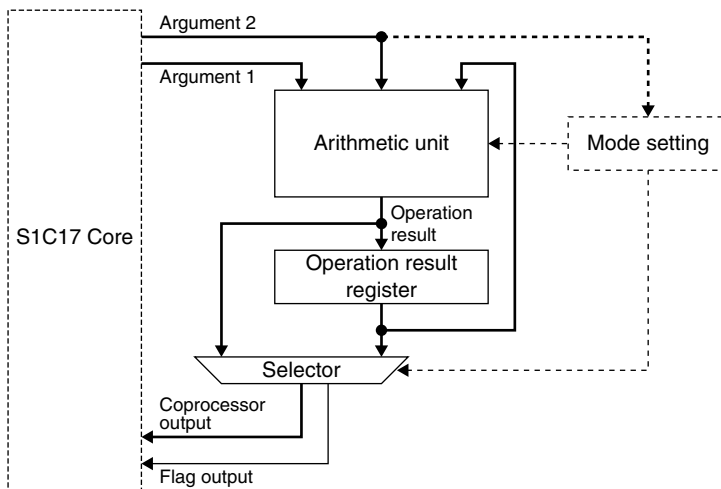 Argument 2
Argument 1
Arithmetic unit
Mode setting
S1C17 Core
Operation
result
Operation result
register
Selector
Coprocessor
output
Flag output